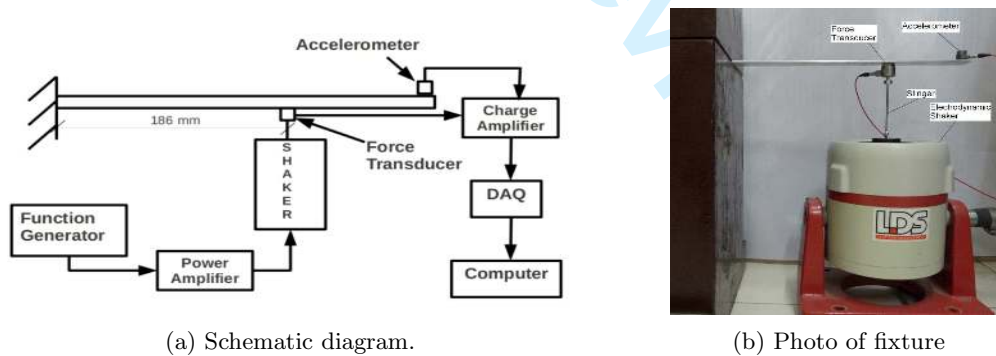 Accelerometer
186 mm
Charge
Amplifier
Force
Transducer
SHAKER
DAQ
Function
Generator
Power
Amplifier
Computer
(a) Schematic diagram.
Force
Transducer
Accelerometer
Stinger
Electrodynamic
Shaker
LDS
(b) Photo of fixture